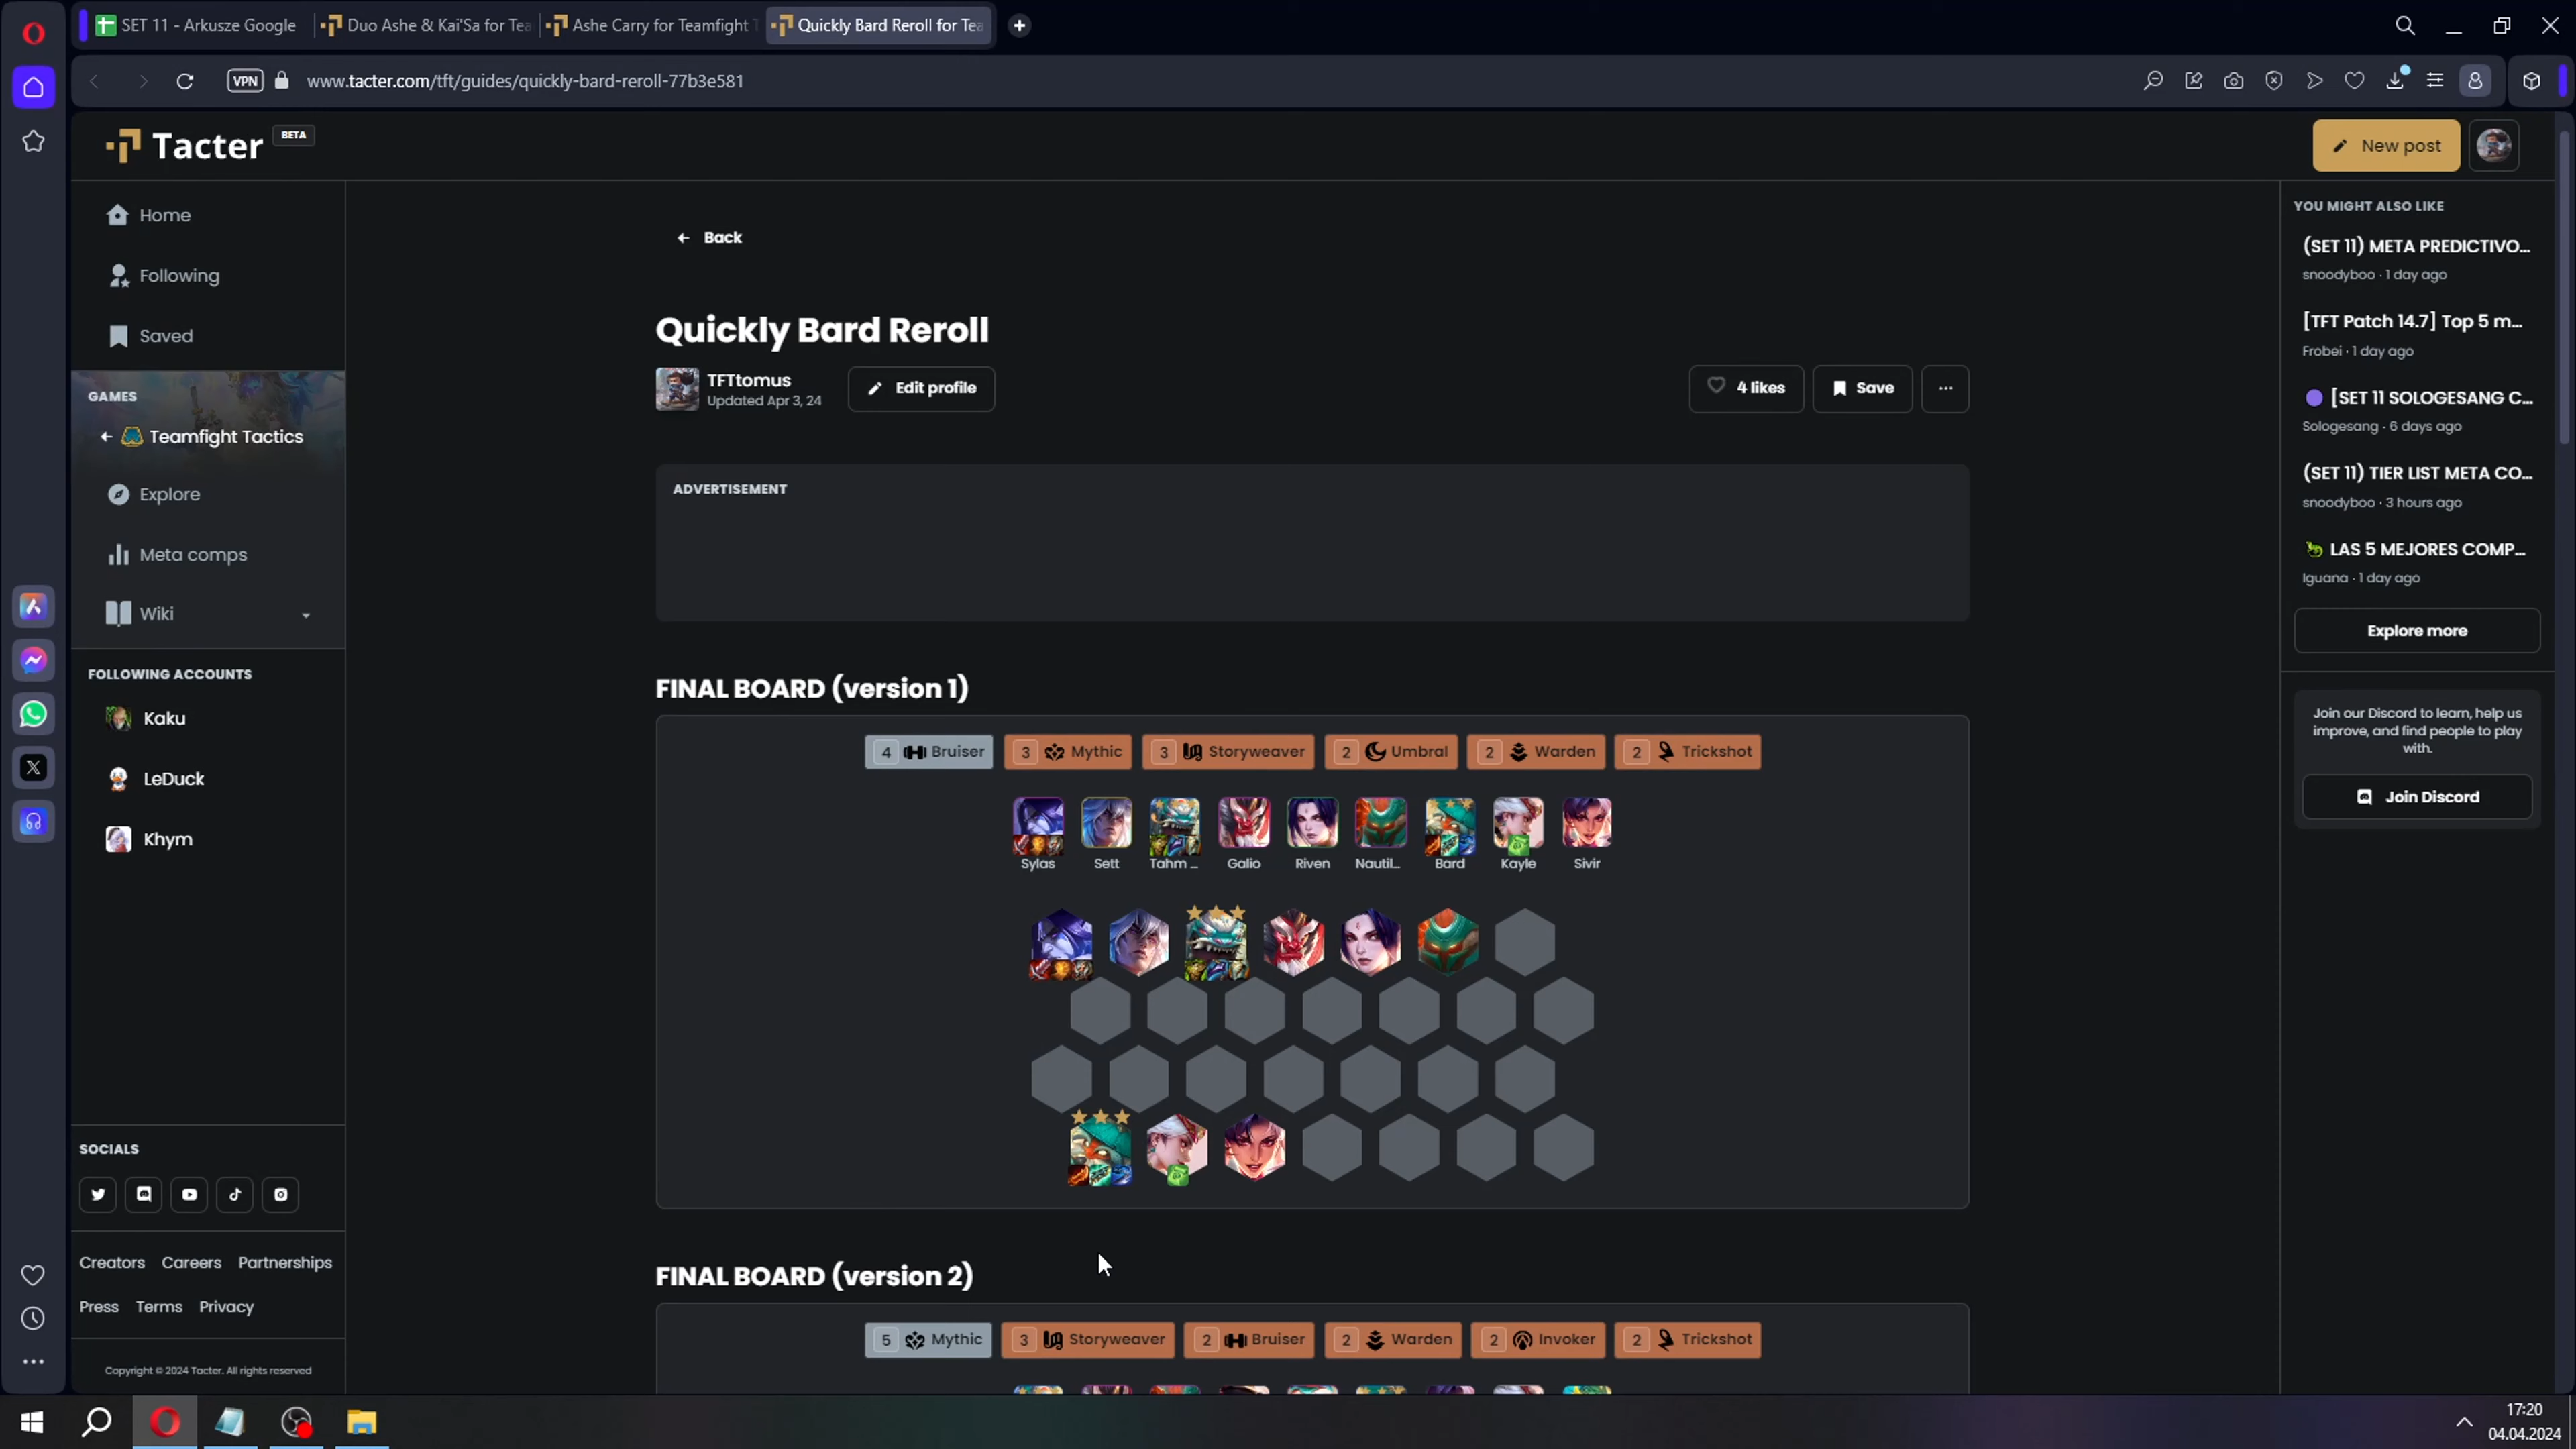 SET 11 - Arkusze Google
Duo Ashe & Kai'Sa for Tea
Ashe Carry for Teamfight T
Quickly Bard Reroll for Tea
VPN
www.tacter.com/tft/guides/quickly-bard-reroll-77b3e581
Tacter
BETA
New post
Home
Following
Saved
GAMES
Teamfight Tactics
Explore
Meta comps
Wiki
FOLLOWING ACCOUNTS
Kaku
LeDuck
Khym
SOCIALS
Creators Careers Partnerships
Press Terms Privacy
Copyright © 2024 Tacter. All rights reserved
Back
Quickly Bard Reroll
TFTtomus
Updated Apr 3, 24
Edit profile
4 likes
Save
ADVERTISEMENT
FINAL BOARD (version 1)
4 Bruiser 3 Mythic 3 Storyweaver 2 Umbral 2 Warden 2 Trickshot
Sylas Sett Tahm ... Galio Riven Nautil... Bard Kayle Sivir
FINAL BOARD (version 2)
5 Mythic 3 Storyweaver 2 Bruiser 2 Warden 2 Invoker 2 Trickshot
YOU MIGHT ALSO LIKE
(SET 11) META PREDICTIVO...
snoodyboo · 1 day ago
[TFT Patch 14.7] Top 5 m...
Frobei · 1 day ago
[SET 11 SOLOGESANG C...
Sologesang · 6 days ago
(SET 11) TIER LIST META CO...
snoodyboo · 3 hours ago
LAS 5 MEJORES COMP...
Iguana · 1 day ago
Explore more
Join our Discord to learn, help us
improve, and find people to play
with.
Join Discord
17:20
04.04.2024